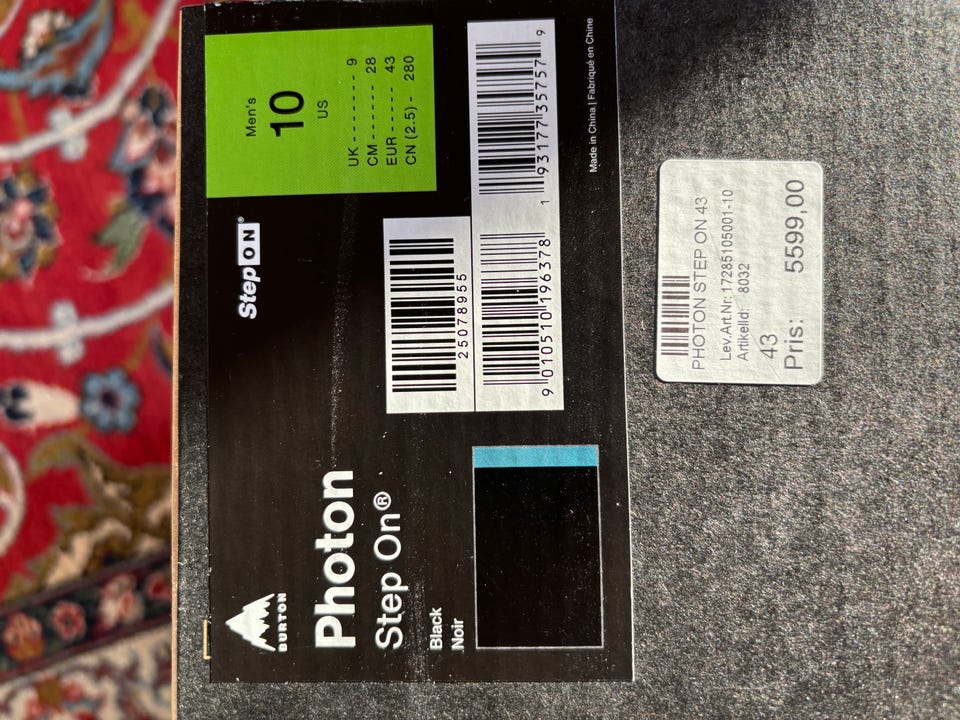 BURTON
Photon
Step On®
Black
Noir
Step ON®
Men's
10
US
UK - - - - - - - 9
CM - - - - - - - 28
EUR - - - - - - 43
CN (2.5) - 280
25078955
9 010510 196378
1 93177 35757 9
Made in China | Fabriqué en Chine
PHOTON STEP ON 43
Lev.Art.Nr: 17285105001-10
ArtikelId: 8032
43
Pris: 5599,00